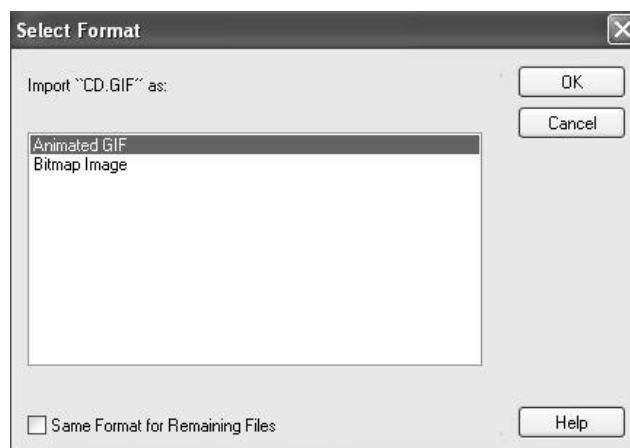 Select Format
Import ``CD.GIF´´ as:
OK
Cancel
Animated GIF
Bitmap Image
Same Format for Remaining Files
Help